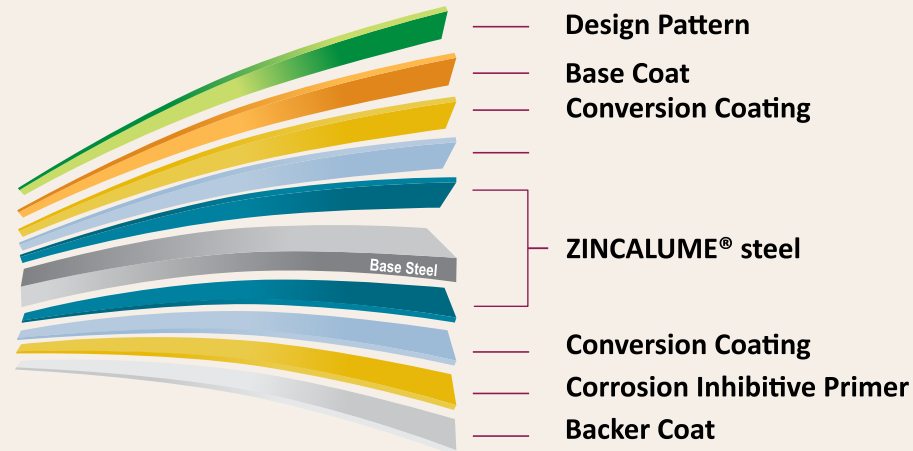 Design Pattern
Base Coat
Conversion Coating
ZINCALUME® steel
Base Steel
Conversion Coating
Corrosion Inhibitive Primer
Backer Coat